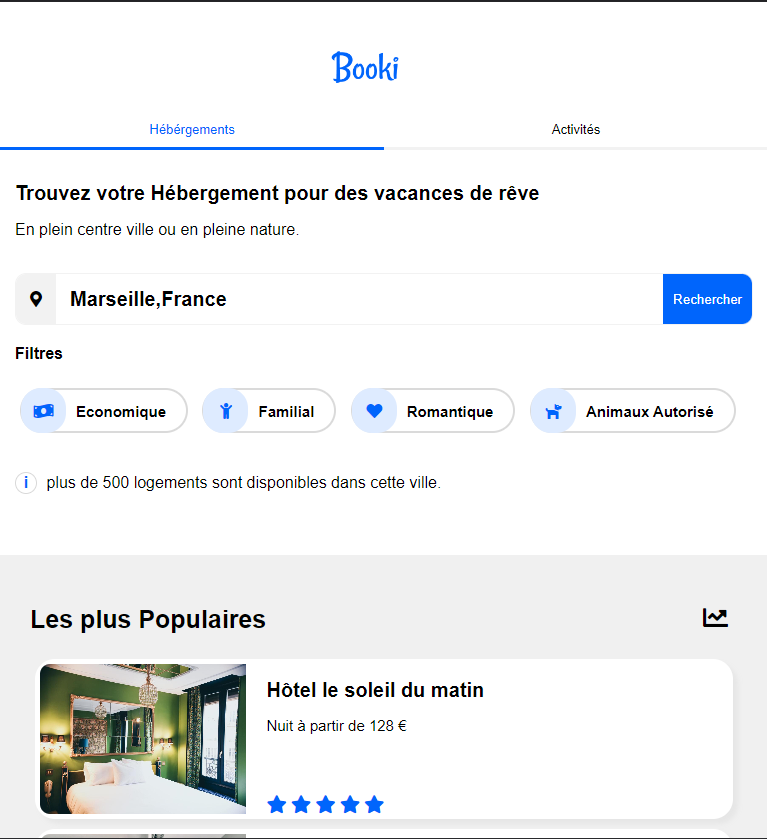 Booki
Hébérgements
Activités
Trouvez votre Hébergement pour des vacances de rêve
En plein centre ville ou en pleine nature.
Marseille,France
Rechercher
Filtres
Economique
Familial
Romantique
Animaux Autorisé
i plus de 500 logements sont disponibles dans cette ville.
Les plus Populaires
Hôtel le soleil du matin
Nuit à partir de 128 €